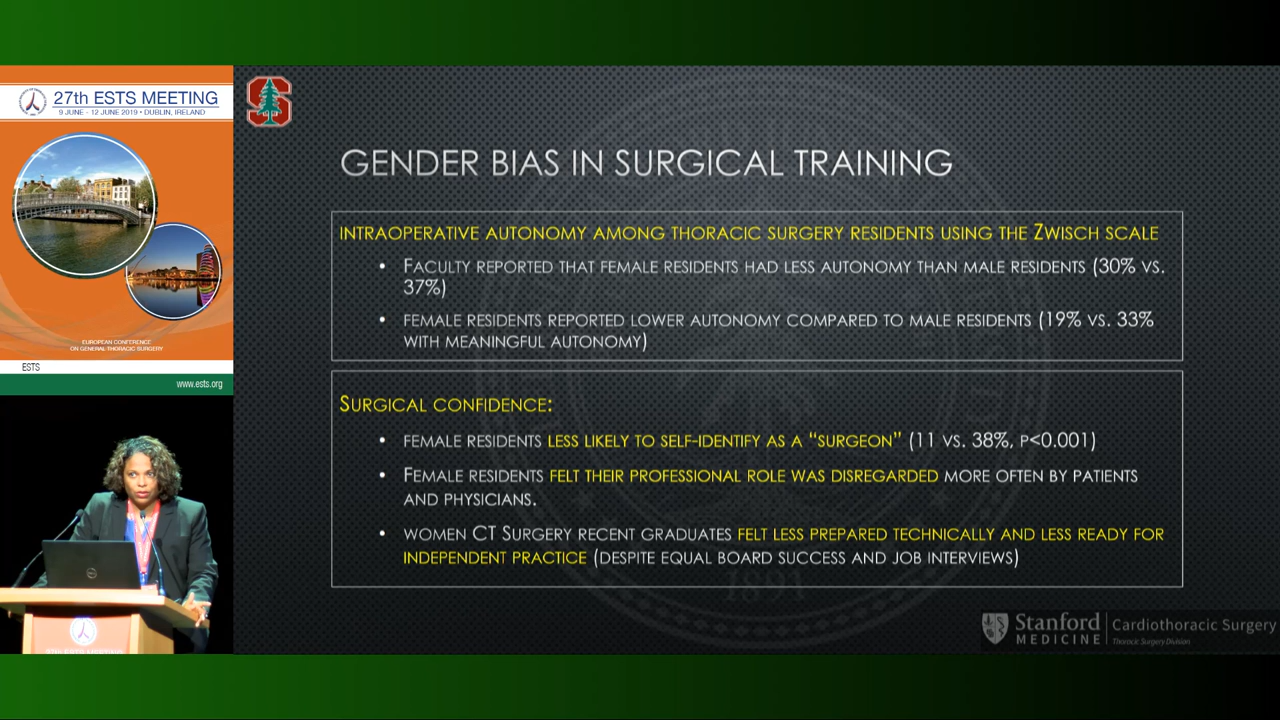 27th ESTS MEETING
9 JUNE - 12 JUNE 2019 • DUBLIN, IRELAND
EUROPEAN CONFERENCE
ON GENERAL THORACIC SURGERY
ESTS
www.ests.org
27th ESTS MEETING
S
GENDER BIAS IN SURGICAL TRAINING
INTRAOPERATIVE AUTONOMY AMONG THORACIC SURGERY RESIDENTS USING THE ZWISCH SCALE
• FACULTY REPORTED THAT FEMALE RESIDENTS HAD LESS AUTONOMY THAN MALE RESIDENTS (30% VS.
37%)
• FEMALE RESIDENTS REPORTED LOWER AUTONOMY COMPARED TO MALE RESIDENTS (19% VS. 33%
WITH MEANINGFUL AUTONOMY)
SURGICAL CONFIDENCE:
• FEMALE RESIDENTS LESS LIKELY TO SELF-IDENTIFY AS A “SURGEON” (11 VS. 38%, P<0.001)
• FEMALE RESIDENTS FELT THEIR PROFESSIONAL ROLE WAS DISREGARDED MORE OFTEN BY PATIENTS
AND PHYSICIANS.
• WOMEN CT SURGERY RECENT GRADUATES FELT LESS PREPARED TECHNICALLY AND LESS READY FOR
INDEPENDENT PRACTICE (DESPITE EQUAL BOARD SUCCESS AND JOB INTERVIEWS)
1891
Stanford
MEDICINE
Cardiothoracic Surgery
Thoracic Surgery Division